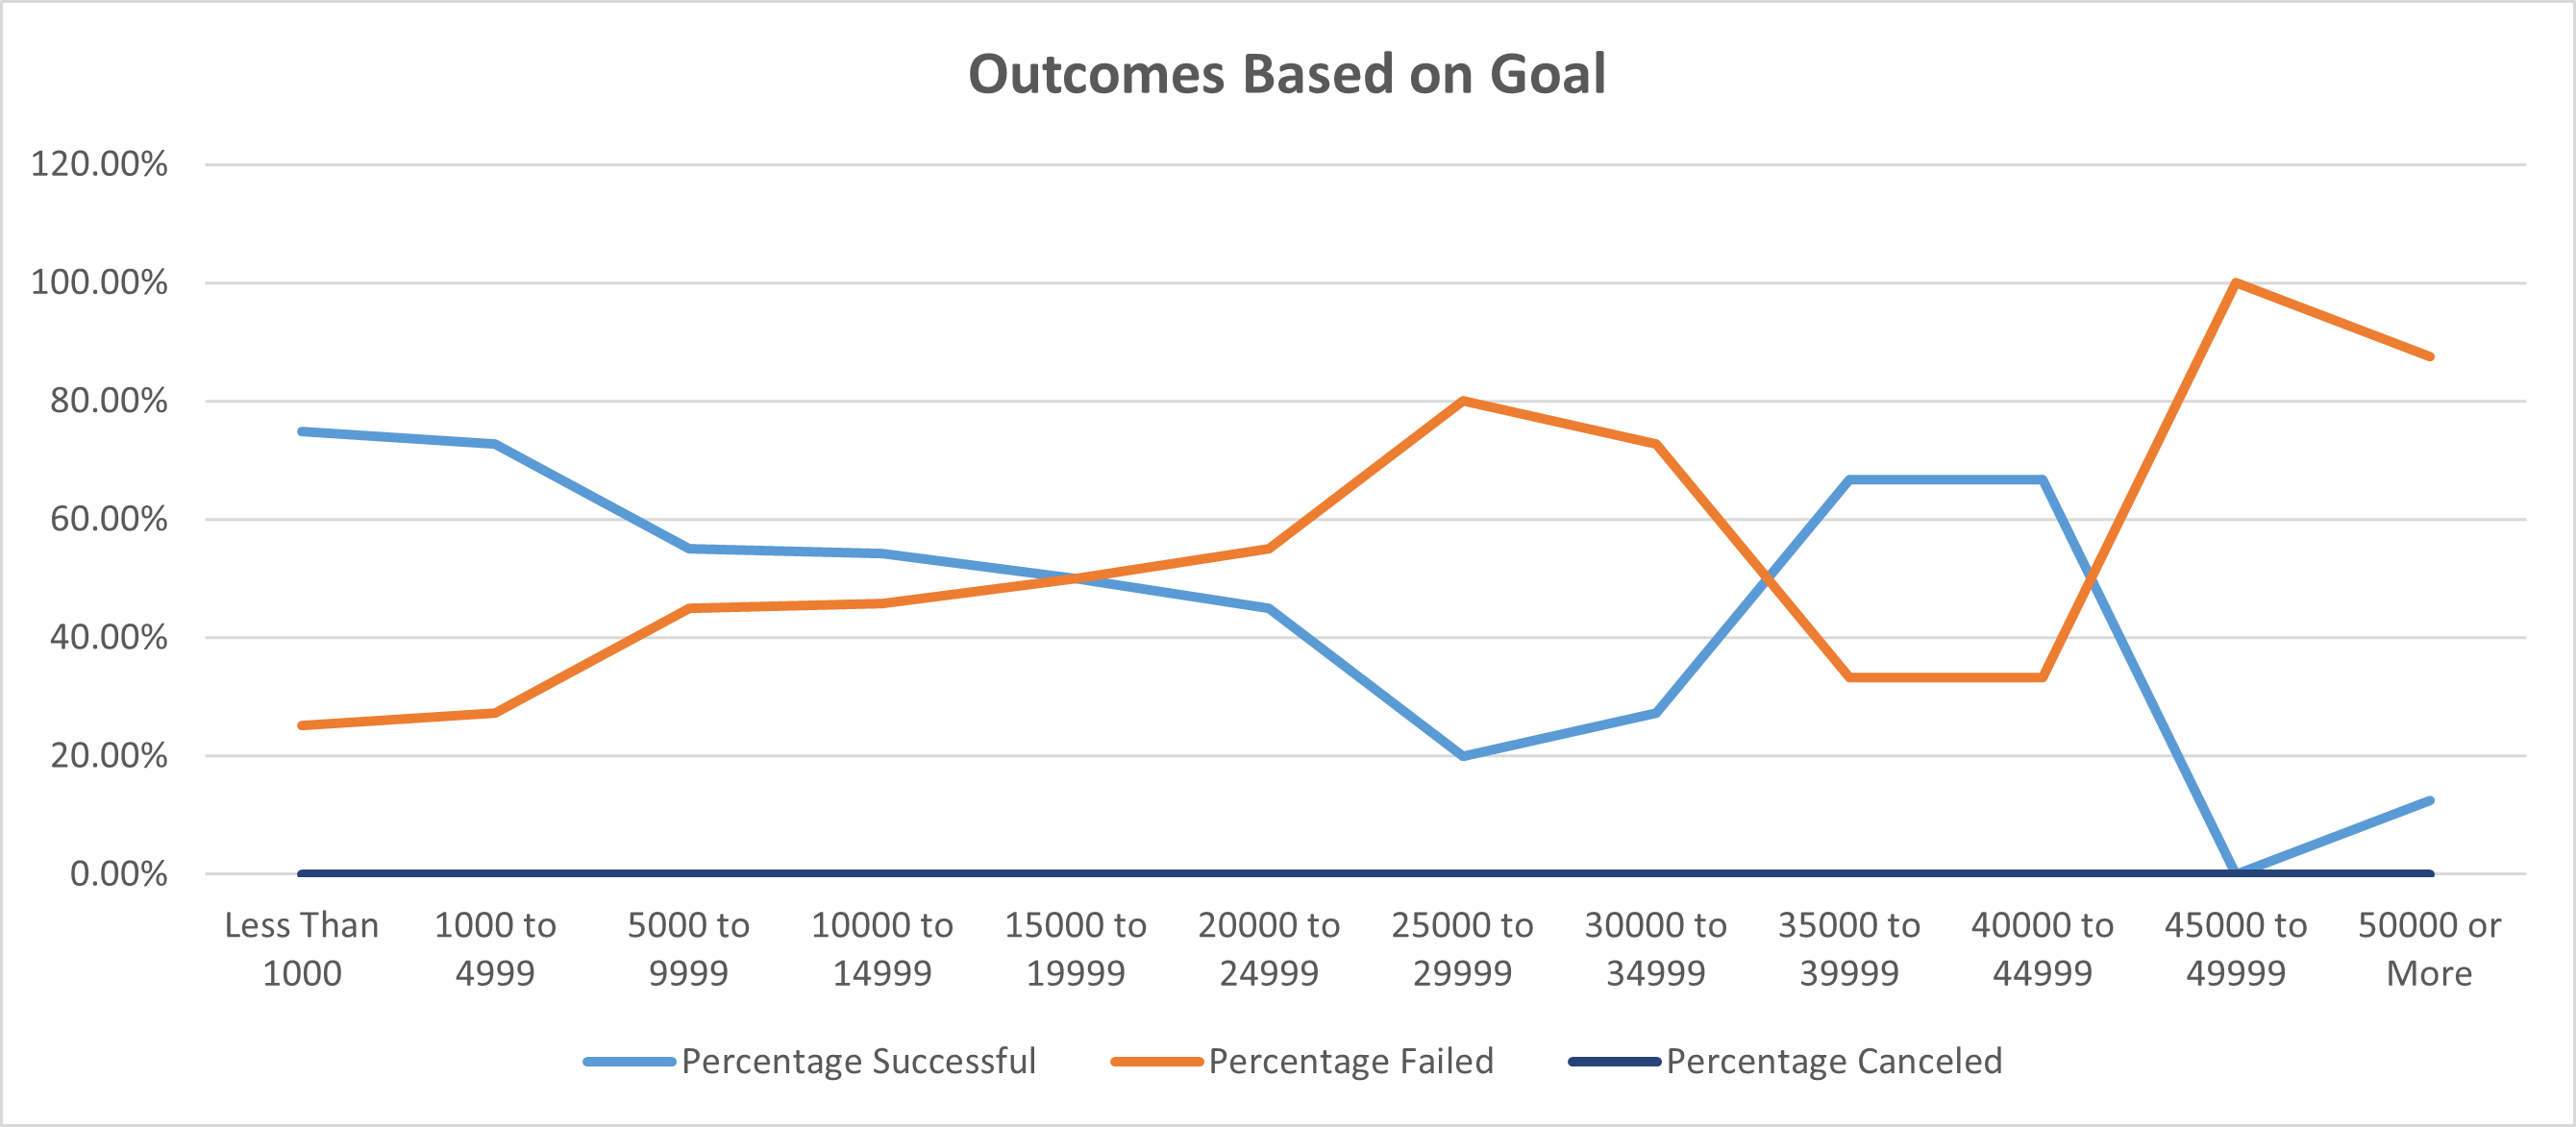 Outcomes Based on Goal
120.00%
100.00%
80.00%
60.00%
40.00%
20.00%
0.00%
Less Than 1000
1000 to 4999
5000 to 9999
10000 to 14999
15000 to 19999
20000 to 24999
25000 to 29999
30000 to 34999
35000 to 39999
40000 to 44999
45000 to 49999
50000 or More
Percentage Successful
Percentage Failed
Percentage Canceled